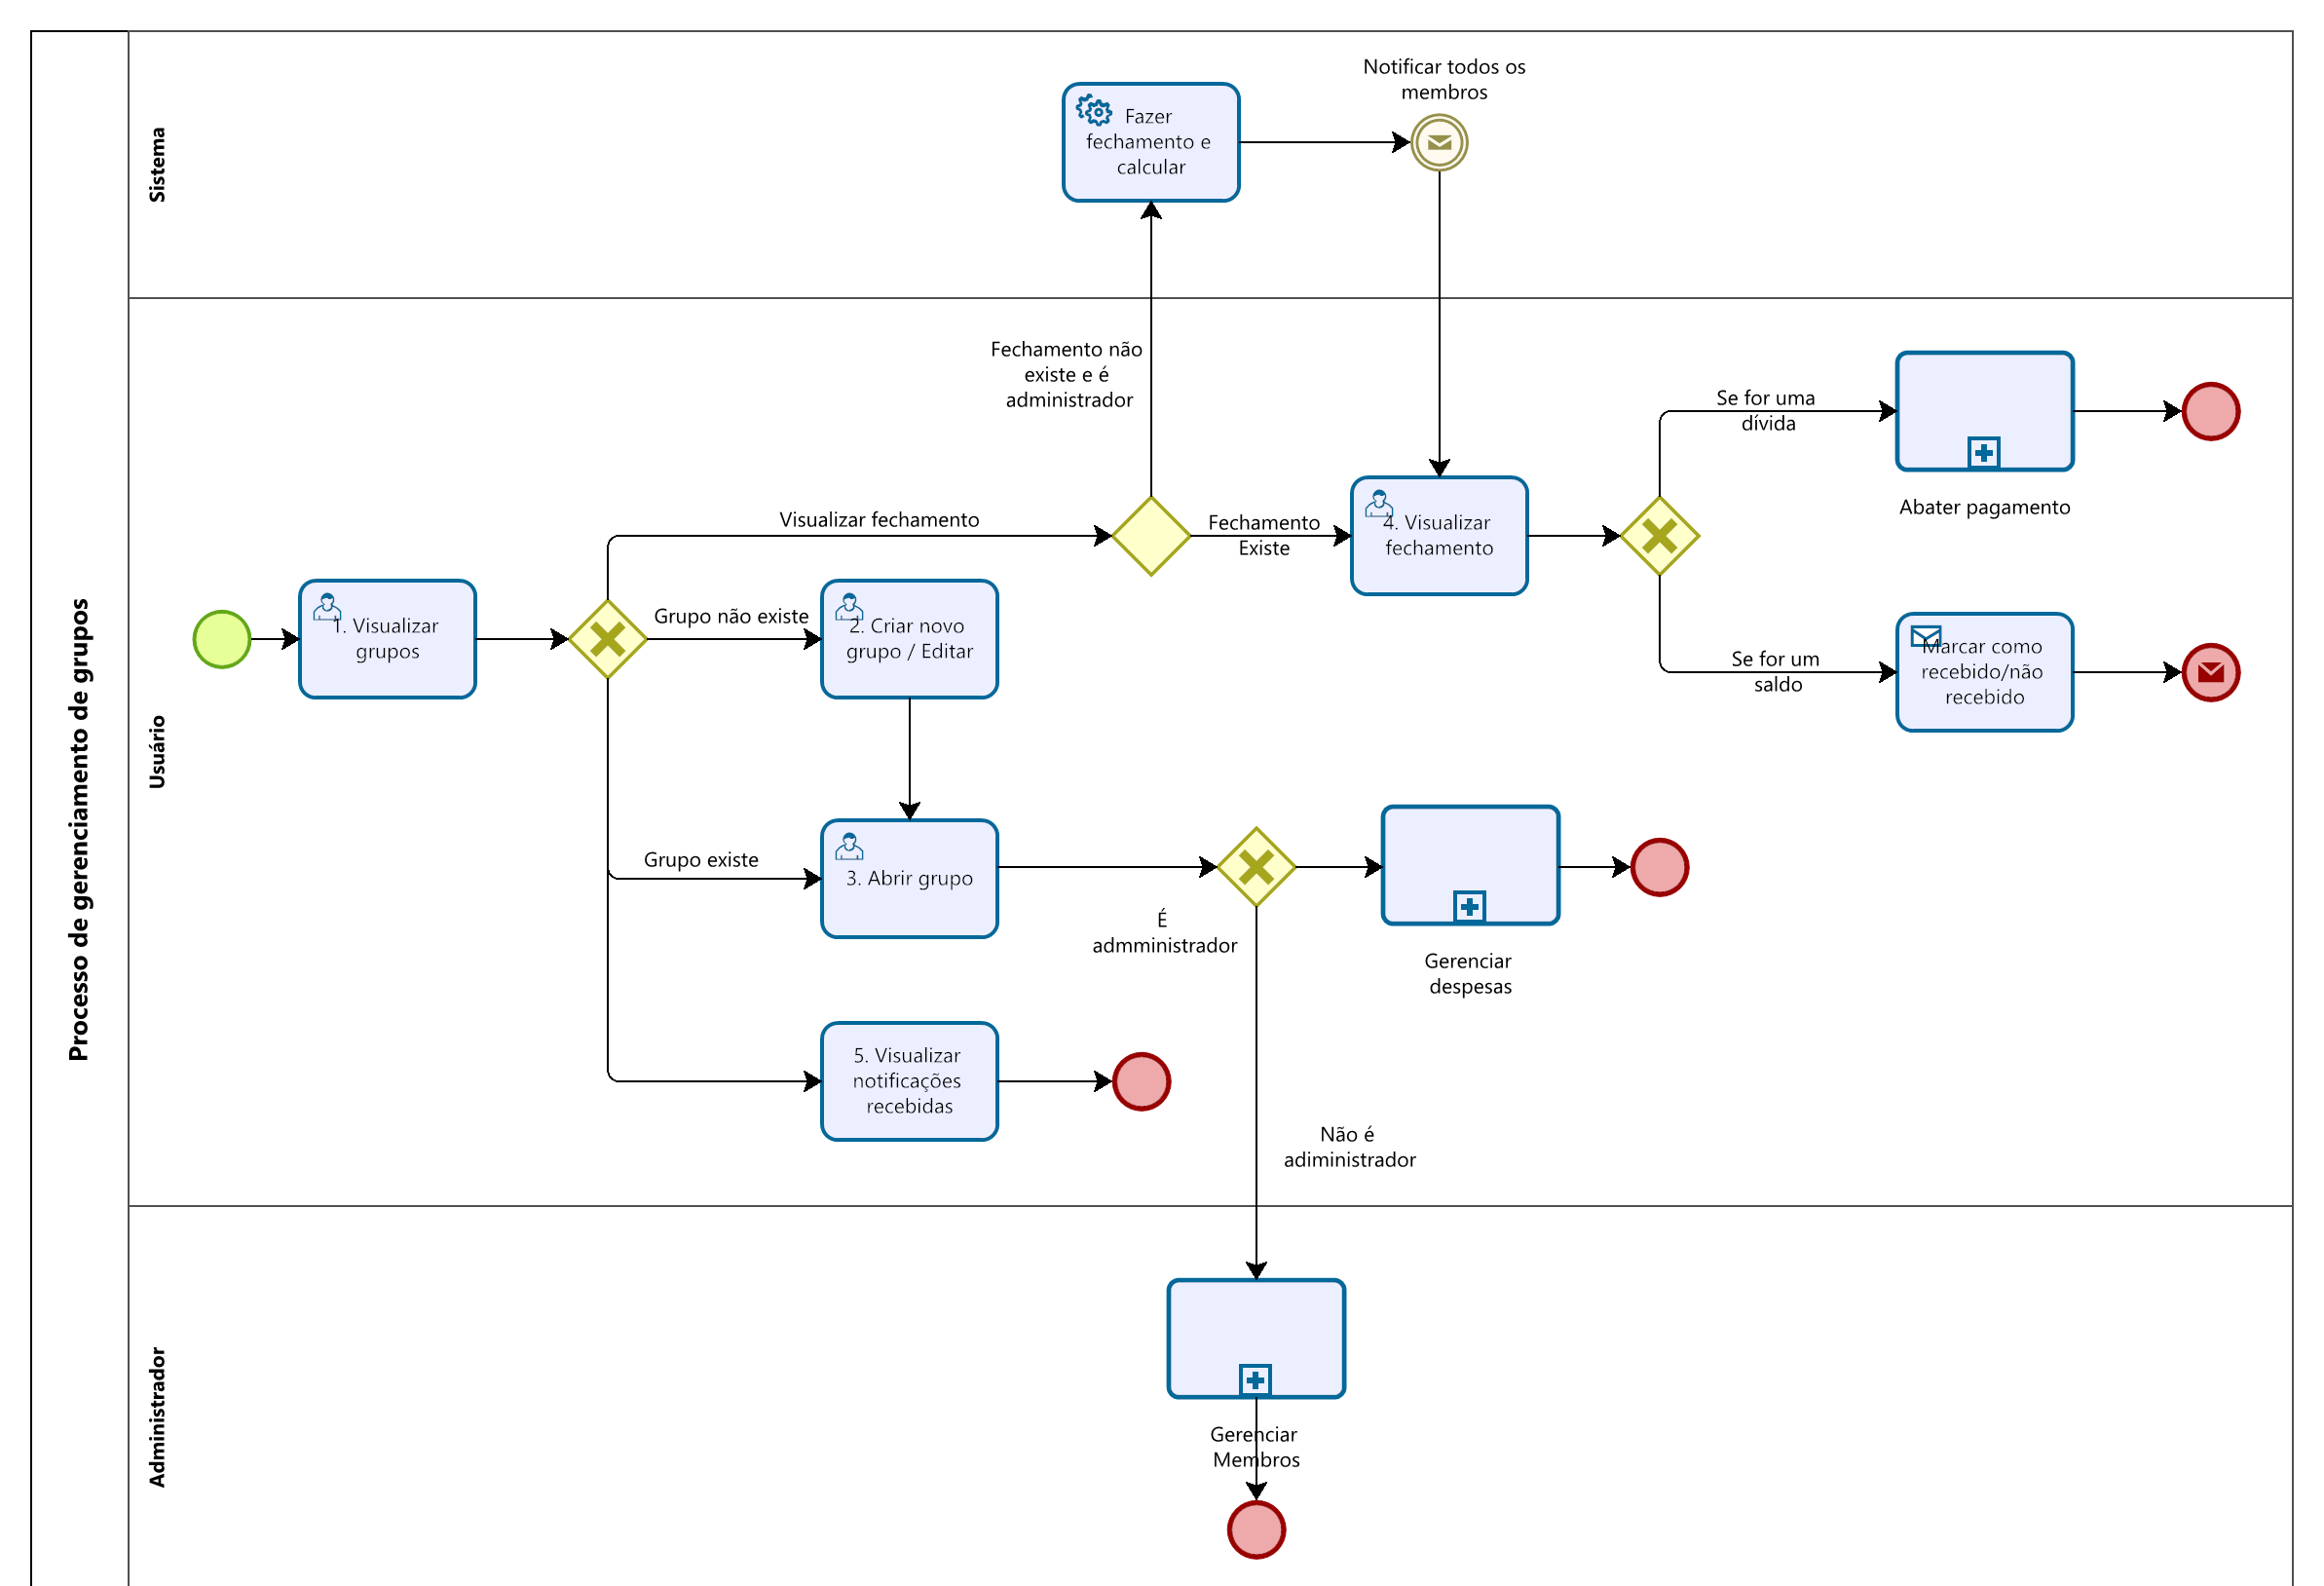 Processo de gerenciamento de grupos
Sistema
Notificar todos os
membros
Fazer
fechamento e
calcular
Usuário
Fechamento não
existe e é
administrador
Se for uma
dívida
Abater pagamento
Visualizar fechamento
Fechamento
Existe
4. Visualizar
fechamento
1. Visualizar
grupos
Grupo não existe
2. Criar novo
grupo / Editar
Se for um
saldo
Marcar como
recebido/não
recebido
Grupo existe
3. Abrir grupo
É
admministrador
Gerenciar
despesas
5. Visualizar
notificações
recebidas
Não é
adiministrador
Administrador
Gerenciar
Membros